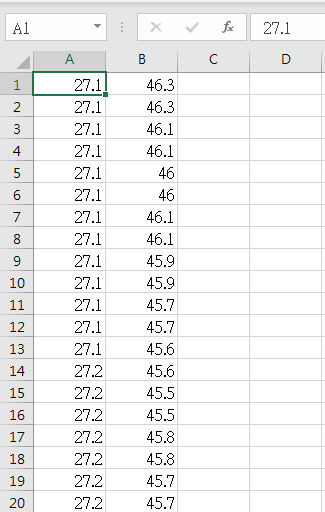 A1 fx 27.1
A B C D
1 27.1 46.3
2 27.1 46.3
3 27.1 46.1
4 27.1 46.1
5 27.1 46
6 27.1 46
7 27.1 46.1
8 27.1 46.1
9 27.1 45.9
10 27.1 45.9
11 27.1 45.7
12 27.1 45.7
13 27.1 45.6
14 27.2 45.6
15 27.2 45.5
16 27.2 45.5
17 27.2 45.8
18 27.2 45.8
19 27.2 45.7
20 27.2 45.7